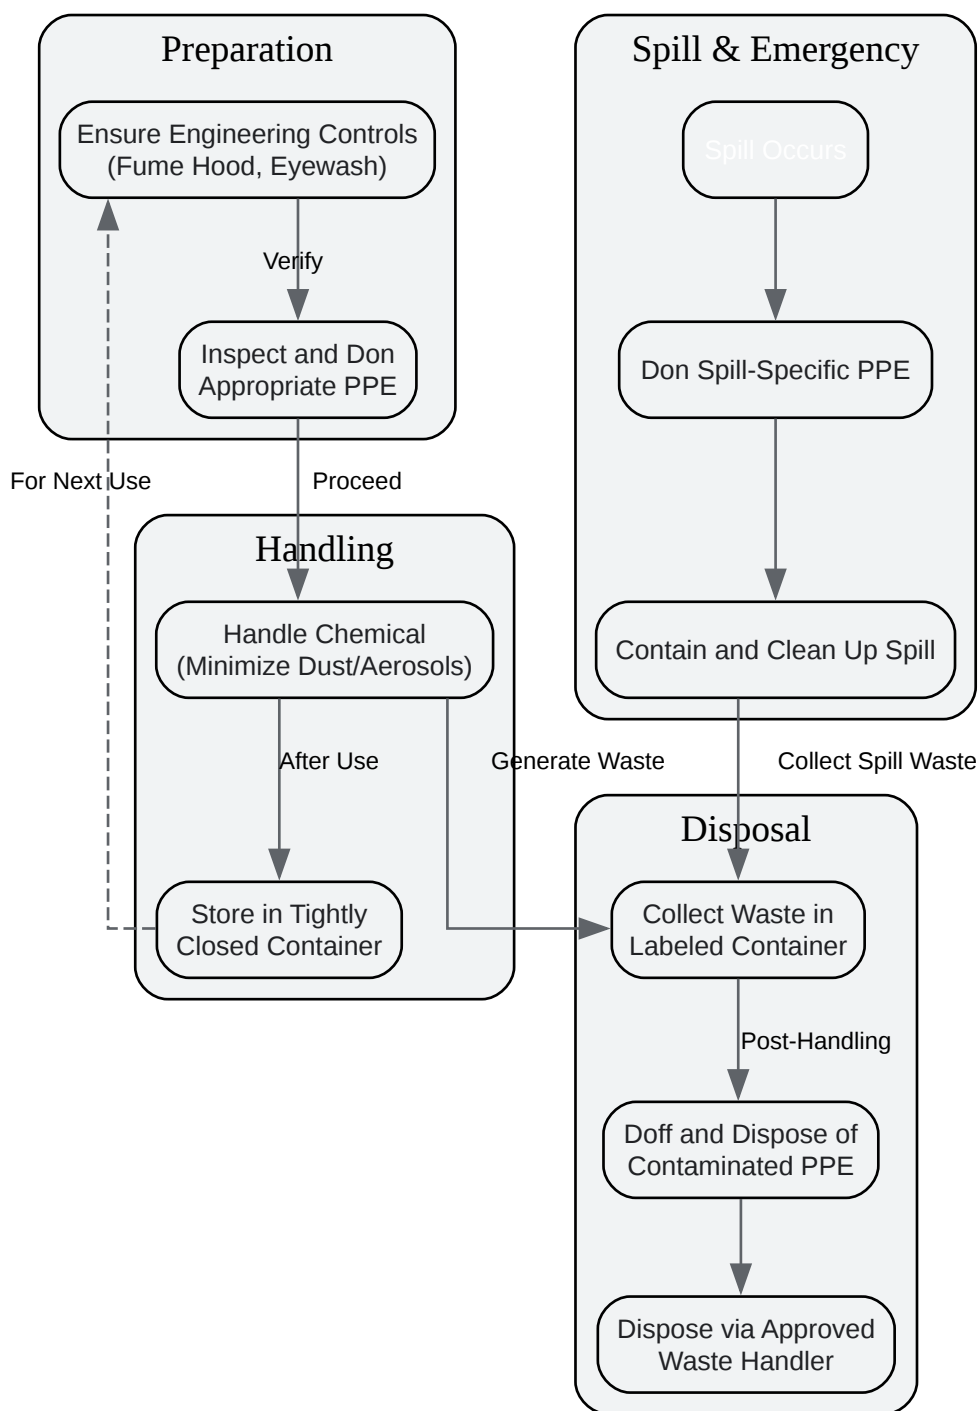 Preparation
Ensure Engineering Controls
(Fume Hood, Eyewash)
Verify
Inspect and Don
Appropriate PPE
For Next Use
Proceed
Handling
Handle Chemical
(Minimize Dust/Aerosols)
After Use
Generate Waste
Store in Tightly
Closed Container
Spill & Emergency
Spill Occurs
Don Spill-Specific PPE
Contain and Clean Up Spill
Collect Spill Waste
Disposal
Collect Waste in
Labeled Container
Post-Handling
Doff and Dispose of
Contaminated PPE
Dispose via Approved
Waste Handler